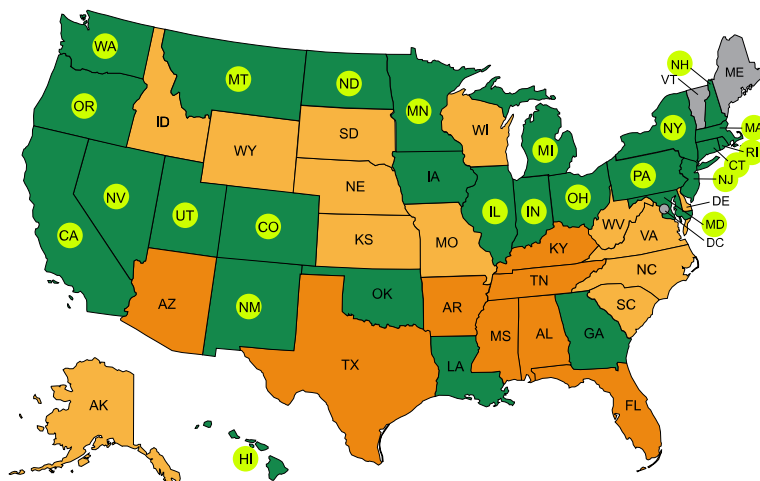 WA
MT
ND
MN
NH
VT
ME
OR
ID
SD
WI
MI
NY
MA
RI
CT
WY
NE
IA
PA
NJ
NV
UT
CO
IL
IN
OH
DE
CA
KS
MO
WV
VA
MD
DC
KY
AZ
NM
OK
AR
TN
NC
SC
TX
LA
MS
AL
GA
AK
FL
HI